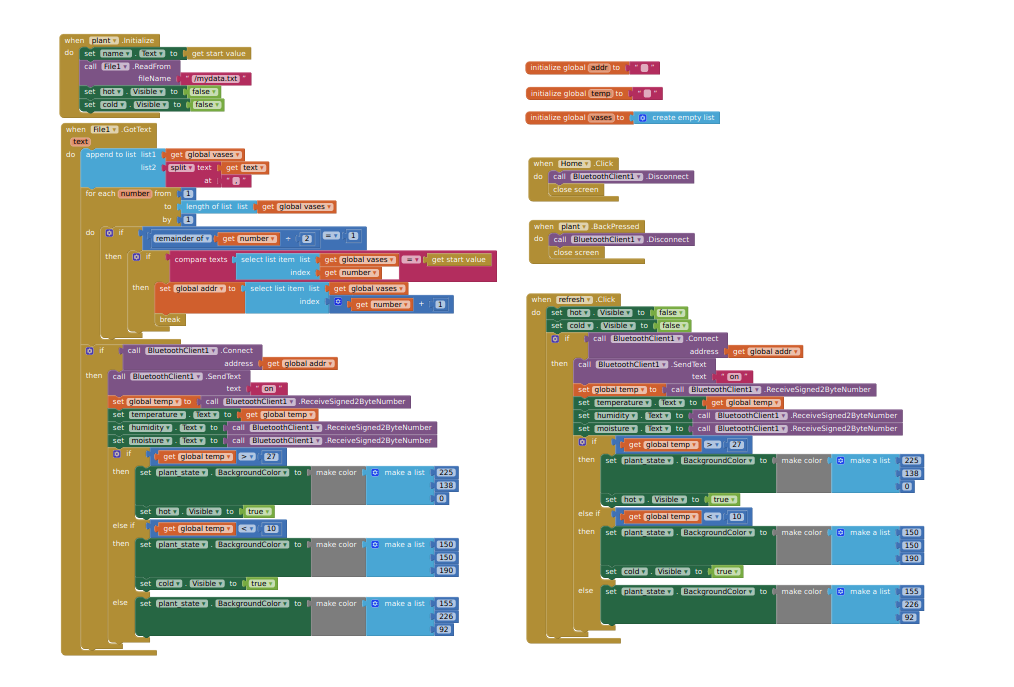 when plant .Initialize
do set name . Text to get start value
call File1 .ReadFrom
fileName " /mydata.txt "
set hot . Visible to false
set cold . Visible to false
when File1 .GotText
text
do append to list list1 get global vases
list2 split text get text
at " , "
for each number from 1
to length of list list get global vases
by 1
do if remainder of get number ÷ 2 = 1
then if compare texts select list item list get global vases = get start value
index get number
then set global addr to select list item list get global vases
index get number + 1
break
if call BluetoothClient1 .Connect
address get global addr
then call BluetoothClient1 .SendText
text " on "
set global temp to call BluetoothClient1 .ReceiveSigned2ByteNumber
set temperature . Text to get global temp
set humidity . Text to call BluetoothClient1 .ReceiveSigned2ByteNumber
set moisture . Text to call BluetoothClient1 .ReceiveSigned2ByteNumber
if get global temp > 27
then set plant_state . BackgroundColor to make color make a list 225
138
0
set hot . Visible to true
else if get global temp < 10
then set plant_state . BackgroundColor to make color make a list 150
150
190
set cold . Visible to true
else set plant_state . BackgroundColor to make color make a list 155
226
92
initialize global addr to " "
initialize global temp to " "
initialize global vases to create empty list
when Home .Click
do call BluetoothClient1 .Disconnect
close screen
when plant .BackPressed
do call BluetoothClient1 .Disconnect
close screen
when refresh .Click
do set hot . Visible to false
set cold . Visible to false
if call BluetoothClient1 .Connect
address get global addr
then call BluetoothClient1 .SendText
text " on "
set global temp to call BluetoothClient1 .ReceiveSigned2ByteNumber
set temperature . Text to get global temp
set humidity . Text to call BluetoothClient1 .ReceiveSigned2ByteNumber
set moisture . Text to call BluetoothClient1 .ReceiveSigned2ByteNumber
if get global temp > 27
then set plant_state . BackgroundColor to make color make a list 225
138
0
set hot . Visible to true
else if get global temp < 10
then set plant_state . BackgroundColor to make color make a list 150
150
190
set cold . Visible to true
else set plant_state . BackgroundColor to make color make a list 155
226
92